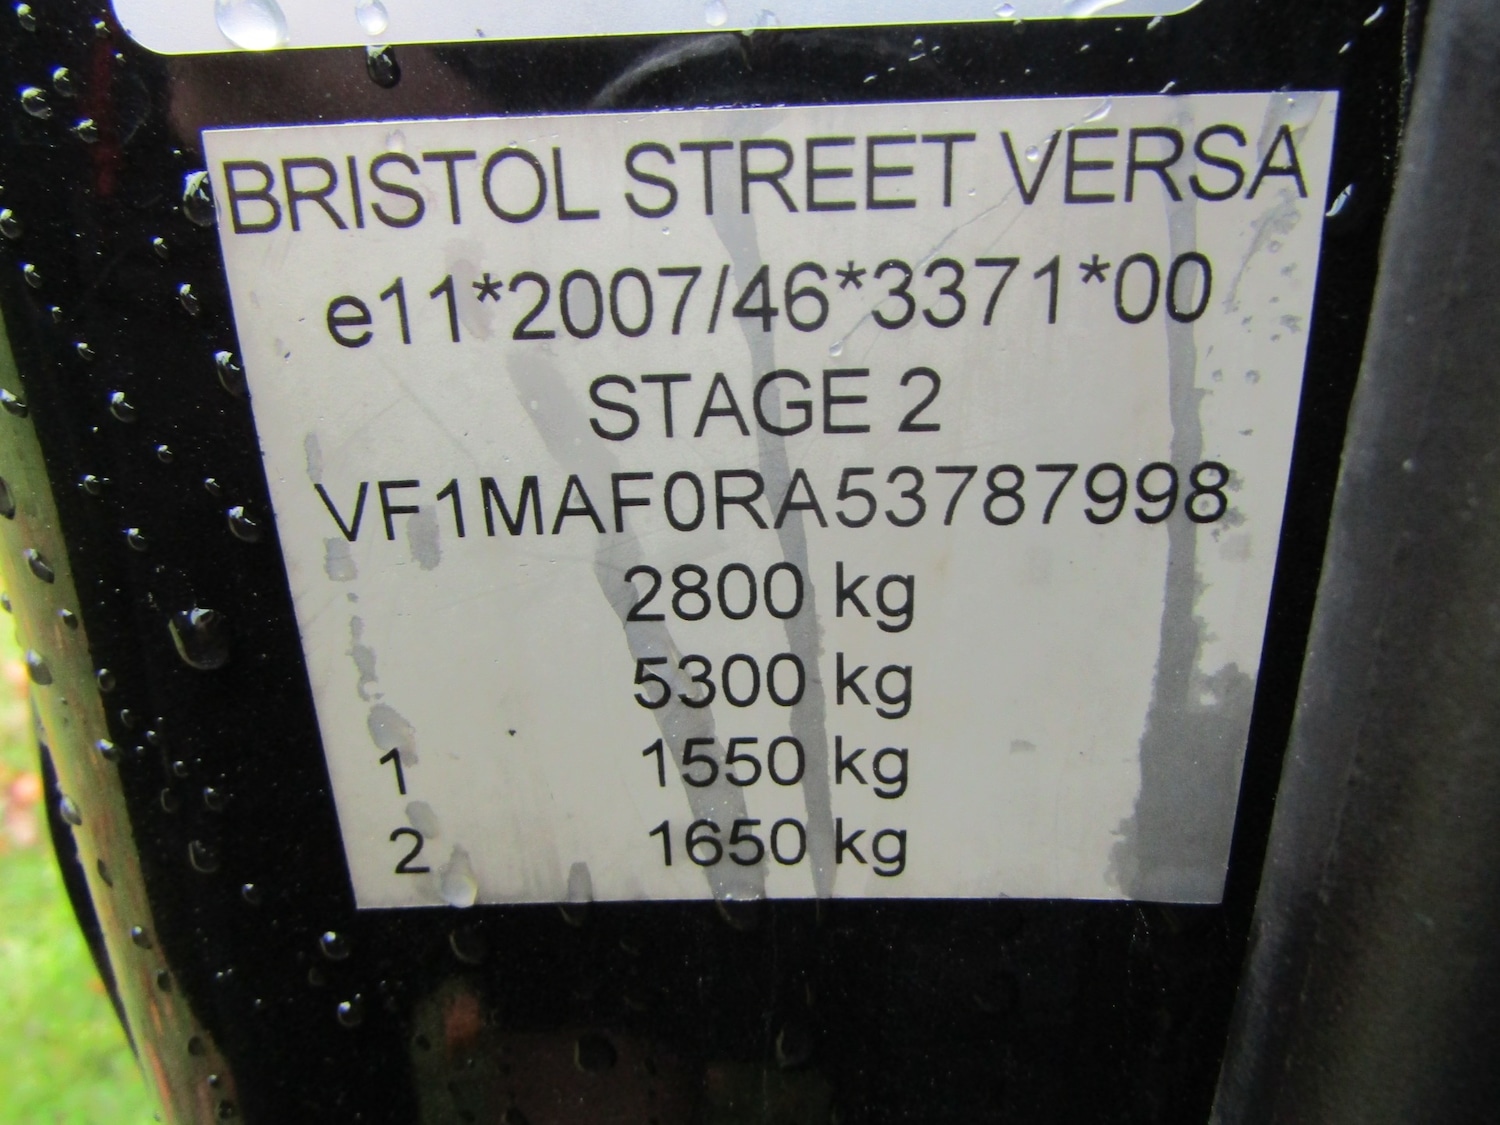 BRISTOL STREET VERSA
e11*2007/46*3371*00
STAGE 2
VF1MAF0RA53787998
2800 kg
5300 kg
1 1550 kg
2 1650 kg